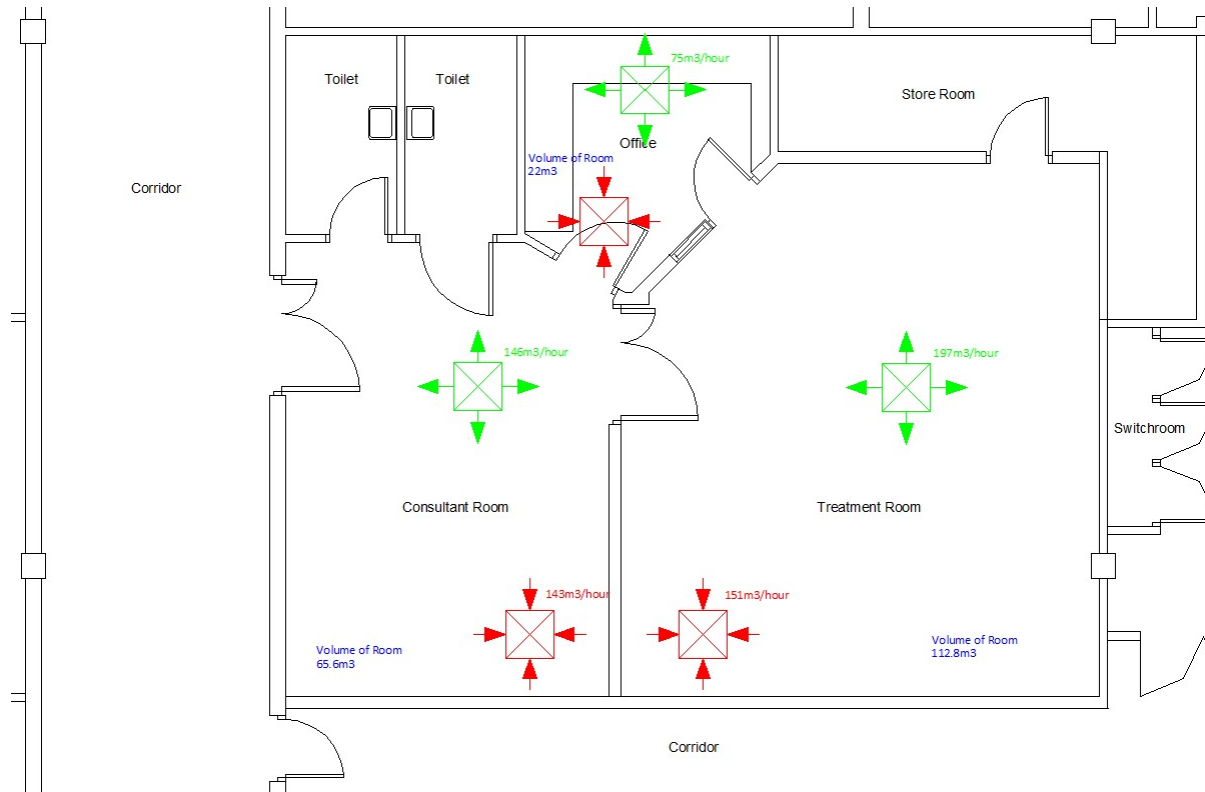 75m3/hour
Toilet
Toilet
Store Room
Office
Volume of Room
22m3
Corridor
146m3/hour
197m3/hour
Switchroom
Consultant Room
Treatment Room
143m3/hour
151m3/hour
Volume of Room
65.6m3
Volume of Room
112.8m3
Corridor